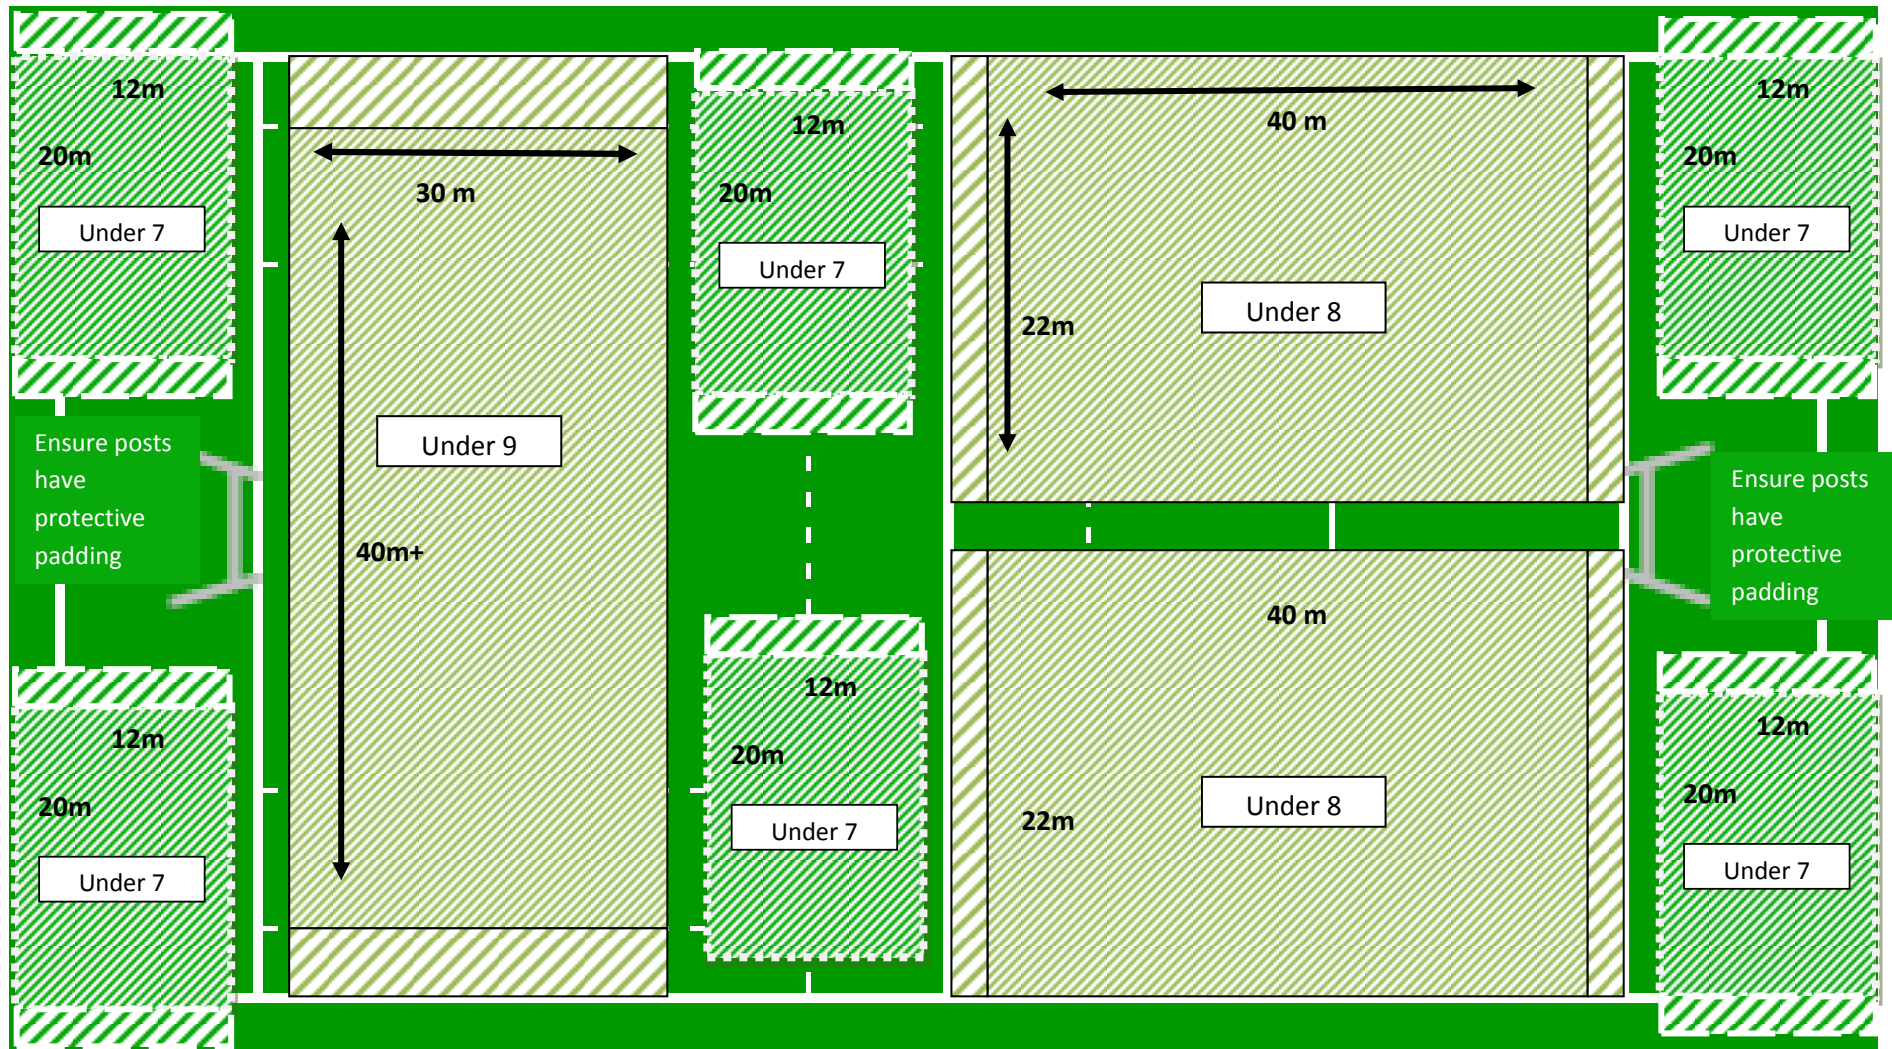 12m
20m
Under 7
Ensure posts
have
protective
padding
12m
20m
Under 7
30 m
40m+
Under 9
12m
20m
Under 7
12m
20m
Under 7
40 m
22m
Under 8
40 m
22m
Under 8
12m
20m
Under 7
Ensure posts
have
protective
padding
12m
20m
Under 7